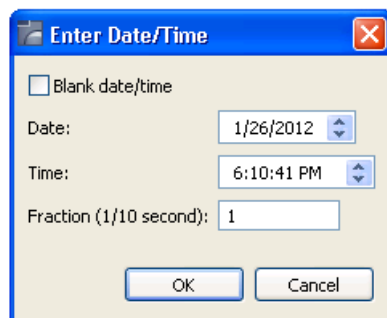 Enter Date/Time
Blank date/time
Date: 1/26/2012
Time: 6:10:41 PM
Fraction (1/10 second): 1
OK Cancel